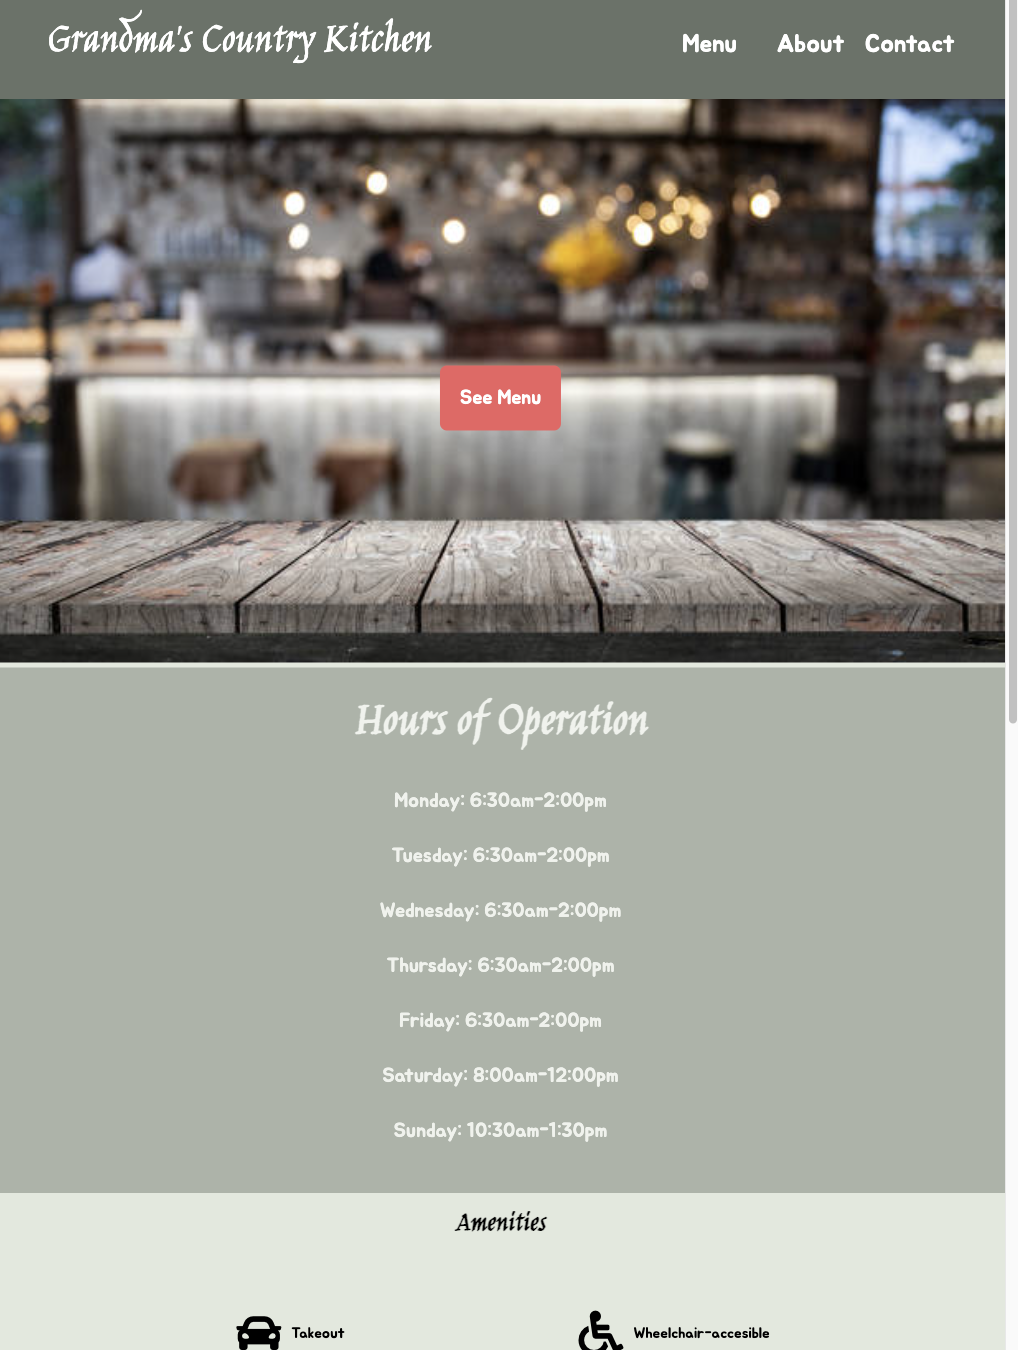 Grandma's Country Kitchen
Menu About Contact
See Menu
Hours of Operation
Monday: 6:30am-2:00pm
Tuesday: 6:30am-2:00pm
Wednesday: 6:30am-2:00pm
Thursday: 6:30am-2:00pm
Friday: 6:30am-2:00pm
Saturday: 8:00am-12:00pm
Sunday: 10:30am-1:30pm
Amenities
Takeout
Wheelchair-accesible